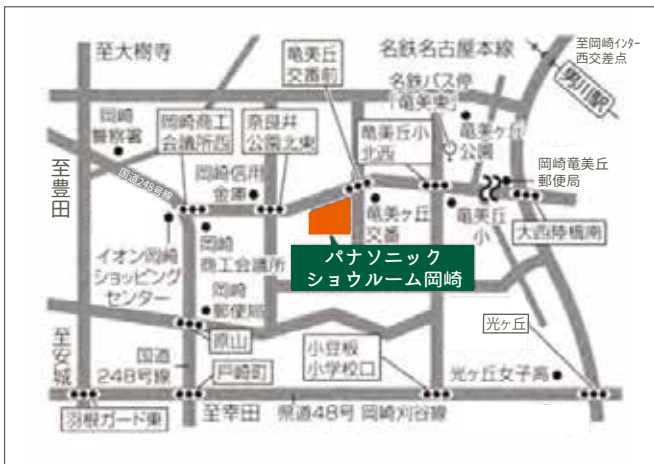 至大樹寺
竜美丘
交番前
名鉄名古屋本線
至岡崎インター
西交差点
男川駅
名鉄バス停
「竜美東」
岡崎
警察署
岡崎商工
会議所西
奈良井
公園北東
竜美丘小
北西
竜美ヶ丘
公園
至豊田
国道248号線
岡崎信用
金庫
岡崎竜美丘
郵便局
イオン岡崎
ショッピング
センター
岡崎
商工会議所
竜美ヶ丘
交番
竜美丘
小
大西陸橋南
パナソニック
ショウルーム岡崎
岡崎
郵便局
原山
光ヶ丘
至安城
国道
248号線
戸崎町
小豆坂
小学校口
光ヶ丘女子高
羽根ガード東
至幸田
県道48号 岡崎刈谷線